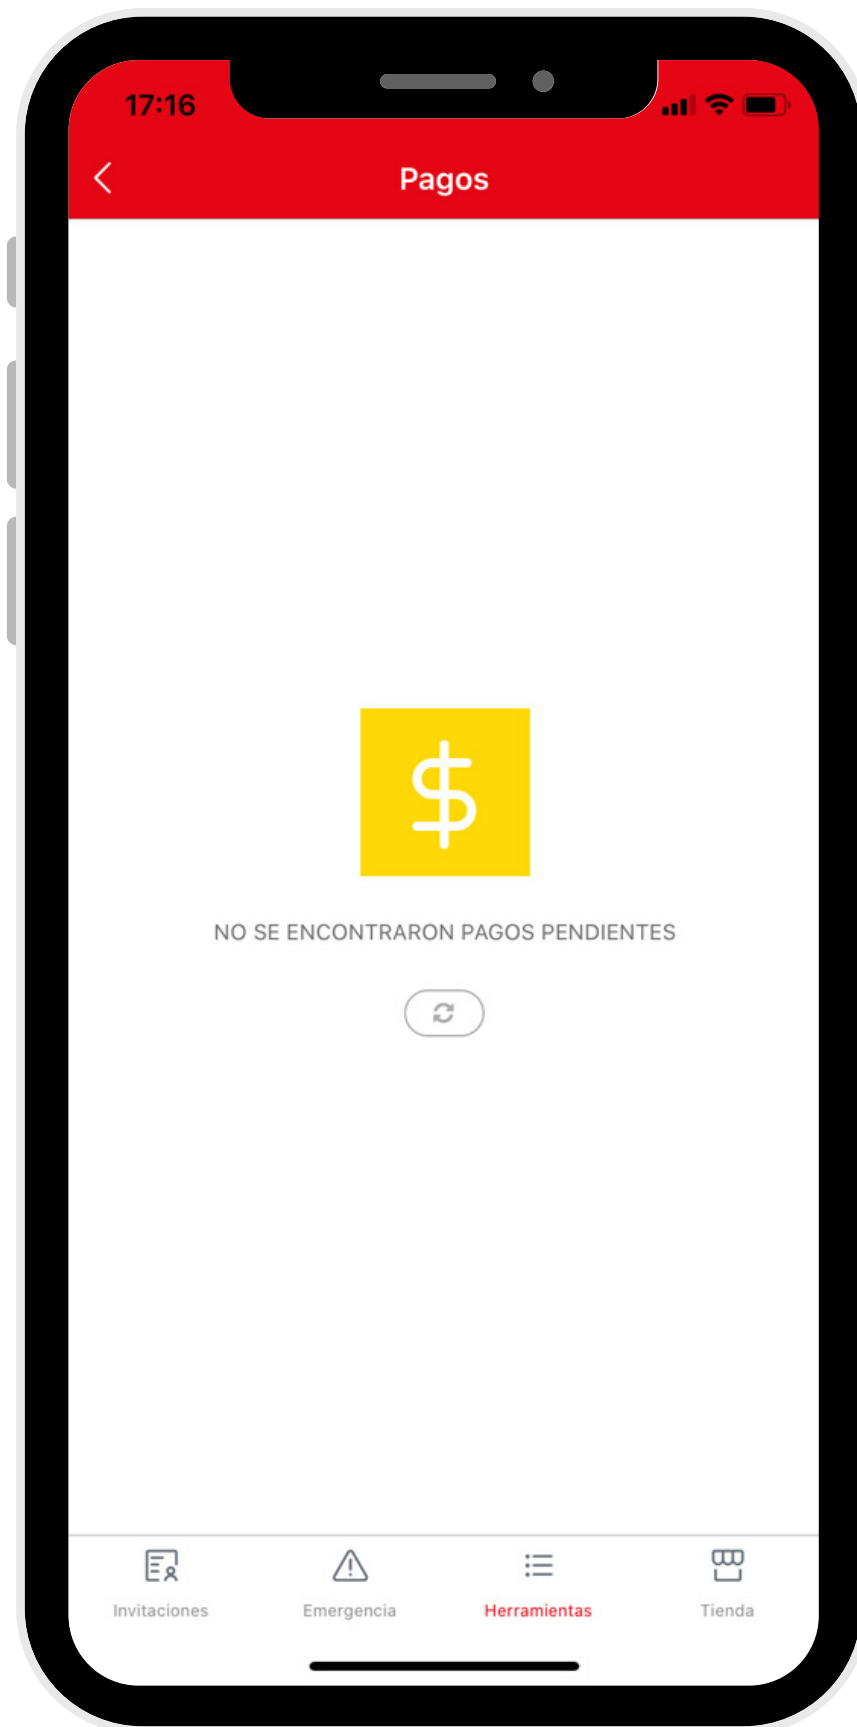 17:16
Pagos
$
NO SE ENCONTRARON PAGOS PENDIENTES
Invitaciones
Emergencia
Herramientas
Tienda